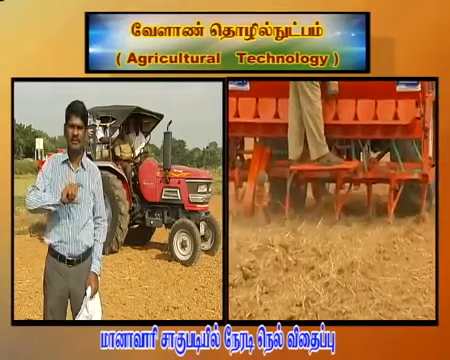 வேளாண் தொழில்நுட்பம்
( Agricultural Technology )
மானாவாரி சாகுபடியில் நேரடி நெல் விதைப்பு